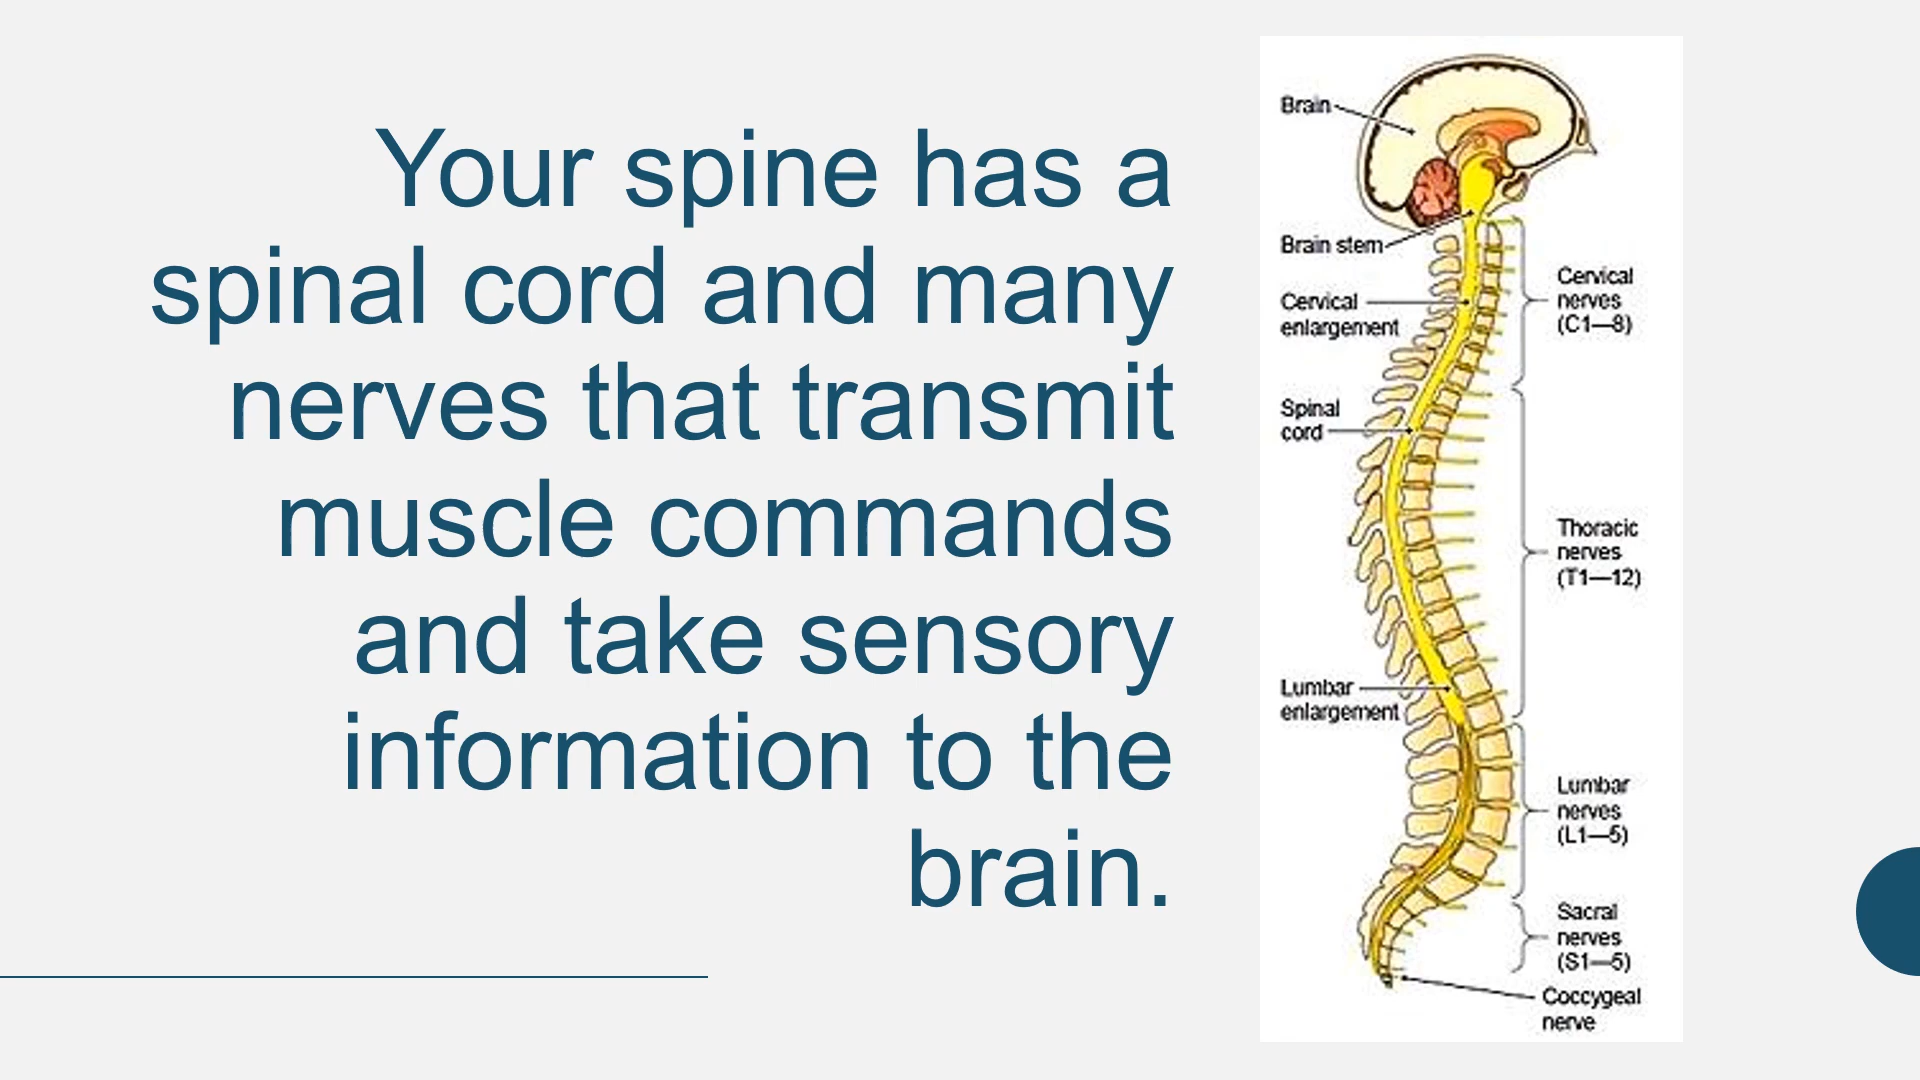 Your spine has a
spinal cord and many
nerves that transmit
muscle commands
and take sensory
information to the
brain.
Brain
Brain stem
Cervical
enlargement
Spinal
cord
Lumbar
enlargement
Cervical
nerves
(C1—8)
Thoracic
nerves
(T1—12)
Lumbar
nerves
(L1—5)
Sacral
nerves
(S1—5)
Coccygeal
nerve